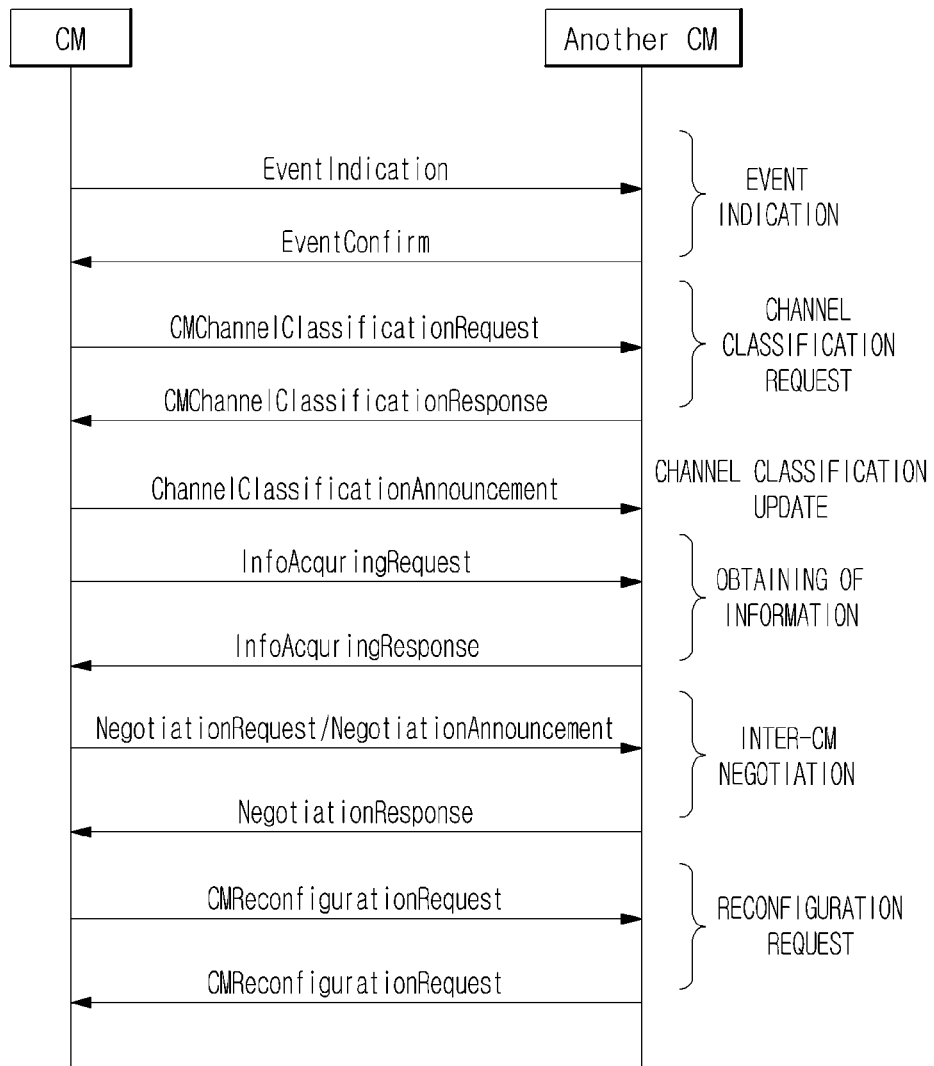 CM
Another CM
EventIndication
EVENT
INDICATION
EventConfirm
CMChannelClassificationRequest
CHANNEL
CLASSIFICATION
REQUEST
CMChannelClassificationResponse
ChannelClassificationAnnouncement
CHANNEL CLASSIFICATION
UPDATE
InfoAcquringRequest
OBTAINING OF
INFORMATION
InfoAcquringResponse
NegotiationRequest/NegotiationAnnouncement
INTER-CM
NEGOTIATION
NegotiationResponse
CMReconfigurationRequest
RECONFIGURATION
REQUEST
CMReconfigurationRequest